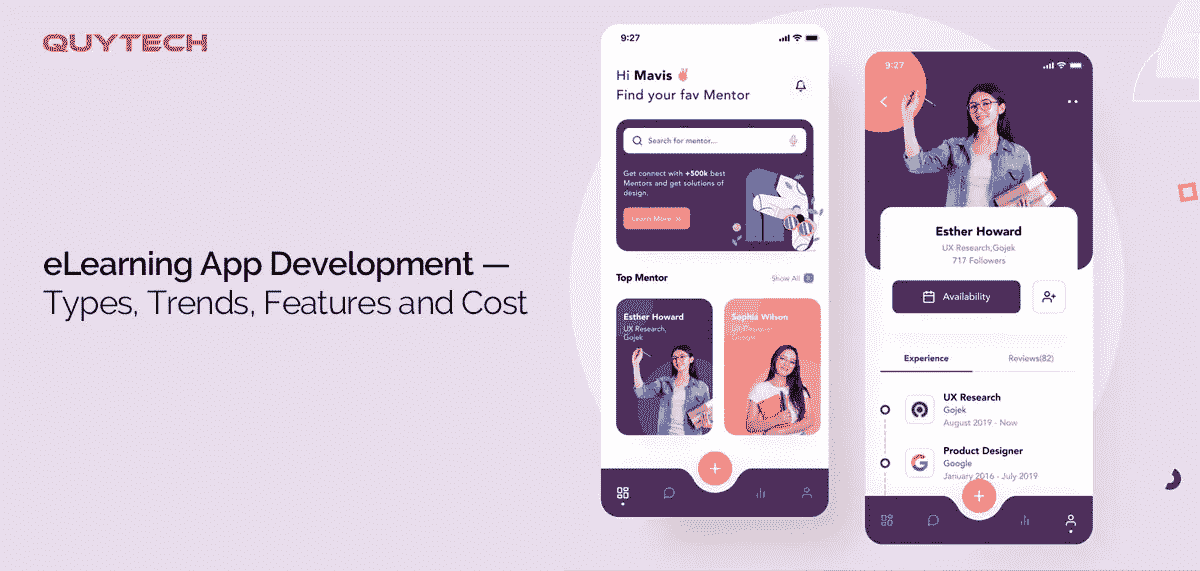 QUYTECH
eLearning App Development —
Types, Trends, Features and Cost
9:27
Hi Mavis
Find your fav Mentor
Search for mentor...
Get connect with +500k best
Mentors and get solutions of
design.
Learn More
Top Mentor
Show All
Esther Howard
UX Research,
Gojek
Sophia Wilson
9:27
Esther Howard
UX Research,Gojek
717 Followers
Availability
Experience
Reviews(82)
UX Research
Gojek
August 2019 - Now
Product Designer
Google
January 2016 - July 2019